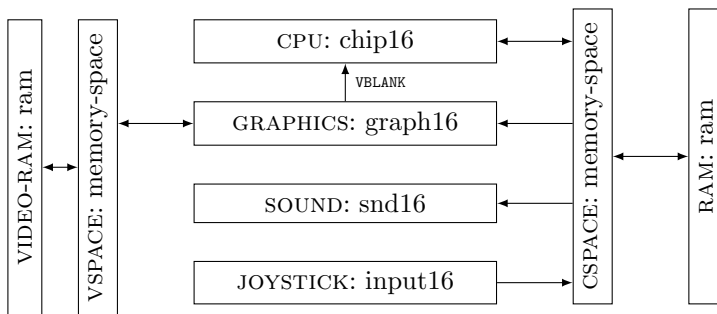 VIDEO-RAM: ram
VSPACE: memory-space
CPU: chip16
VBLANK
GRAPHICS: graph16
SOUND: snd16
JOYSTICK: input16
CSPACE: memory-space
RAM: ram